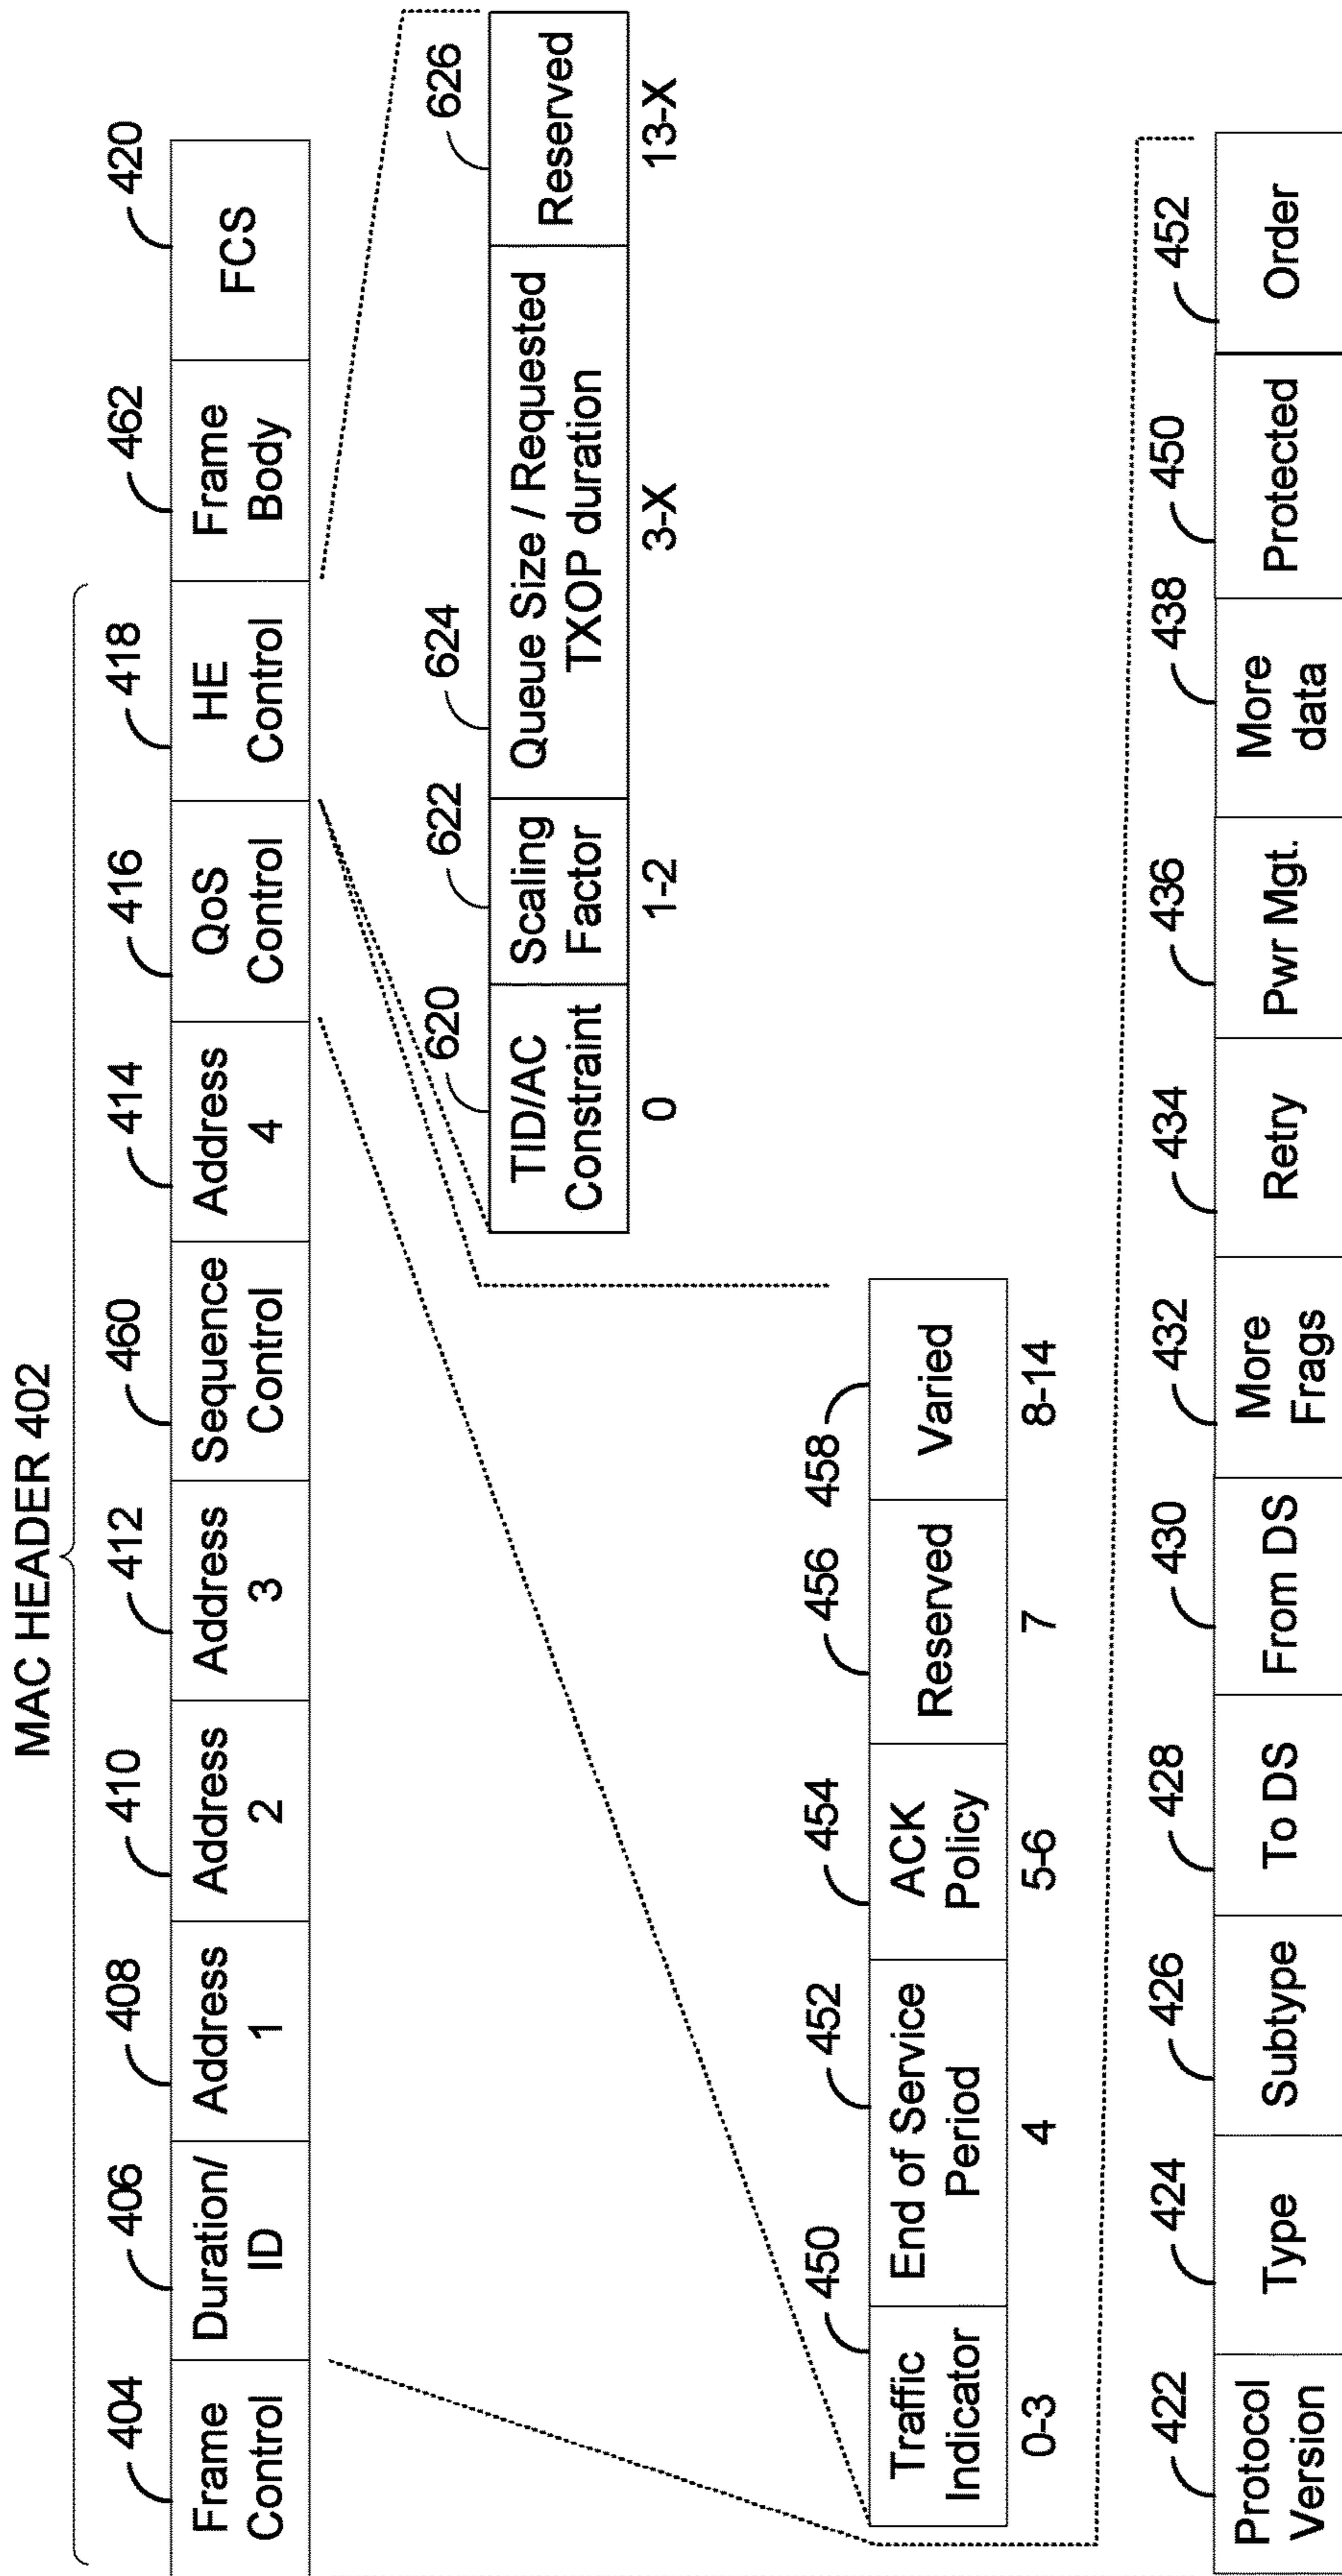 MAC HEADER 402
404
406
408
410
412
460
414
416
418
462
420
Frame
Control
Duration/
ID
Address
1
Address
2
Address
3
Sequence
Control
Address
4
QoS
Control
HE
Control
Frame
Body
FCS
620
622
624
626
TID/AC
Constraint
Scaling
Factor
Queue Size / Requested
TXOP duration
Reserved
0
1-2
3-X
13-X
450
452
454
456
458
Traffic
Indicator
End of Service
Period
ACK
Policy
Reserved
Varied
0-3
4
5-6
7
8-14
422
424
426
428
430
432
434
436
438
450
452
Protocol
Version
Type
Subtype
To DS
From DS
More
Frags
Retry
Pwr Mgt.
More
data
Protected
Order